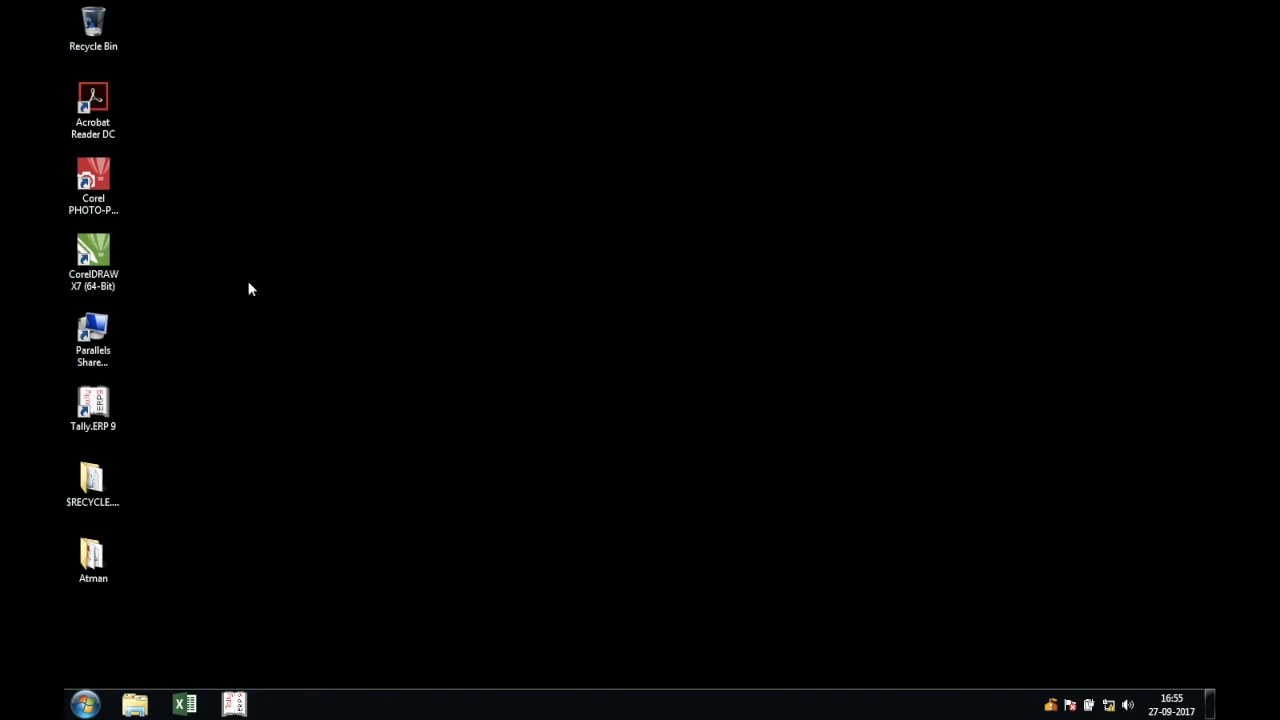 Recycle Bin
Acrobat
Reader DC
Corel
PHOTO-P...
CorelDRAW
X7 (64-Bit)
Parallels
Share...
Tally.ERP 9
$RECYCLE....
Atman
16:55
27-09-2017